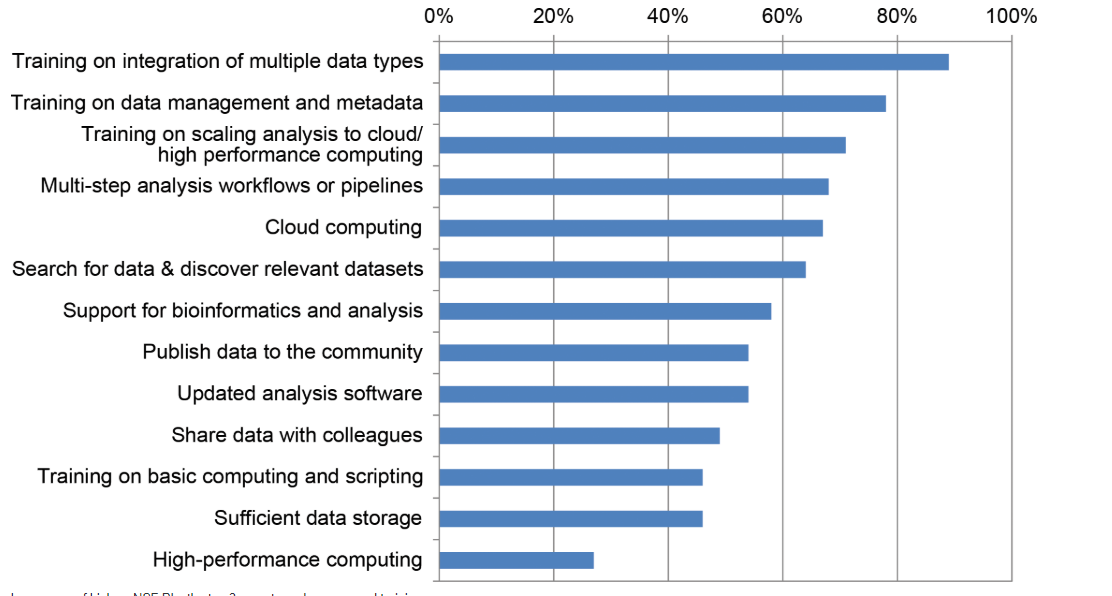 0% 20% 40% 60% 80% 100%
Training on integration of multiple data types
Training on data management and metadata
Training on scaling analysis to cloud/
high performance computing
Multi-step analysis workflows or pipelines
Cloud computing
Search for data & discover relevant datasets
Support for bioinformatics and analysis
Publish data to the community
Updated analysis software
Share data with colleagues
Training on basic computing and scripting
Sufficient data storage
High-performance computing